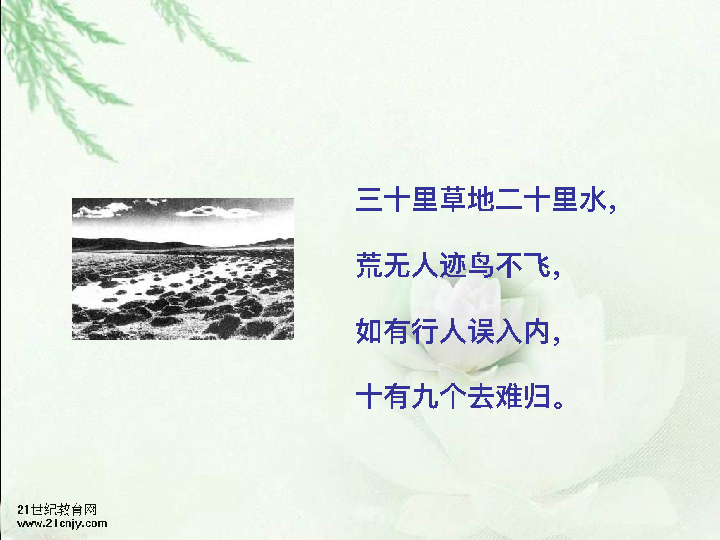 三十里草地二十里水,
荒无人迹鸟不飞,
如有行人误入内,
十有九个去难归。
21世纪教育网
www.21cnjy.com